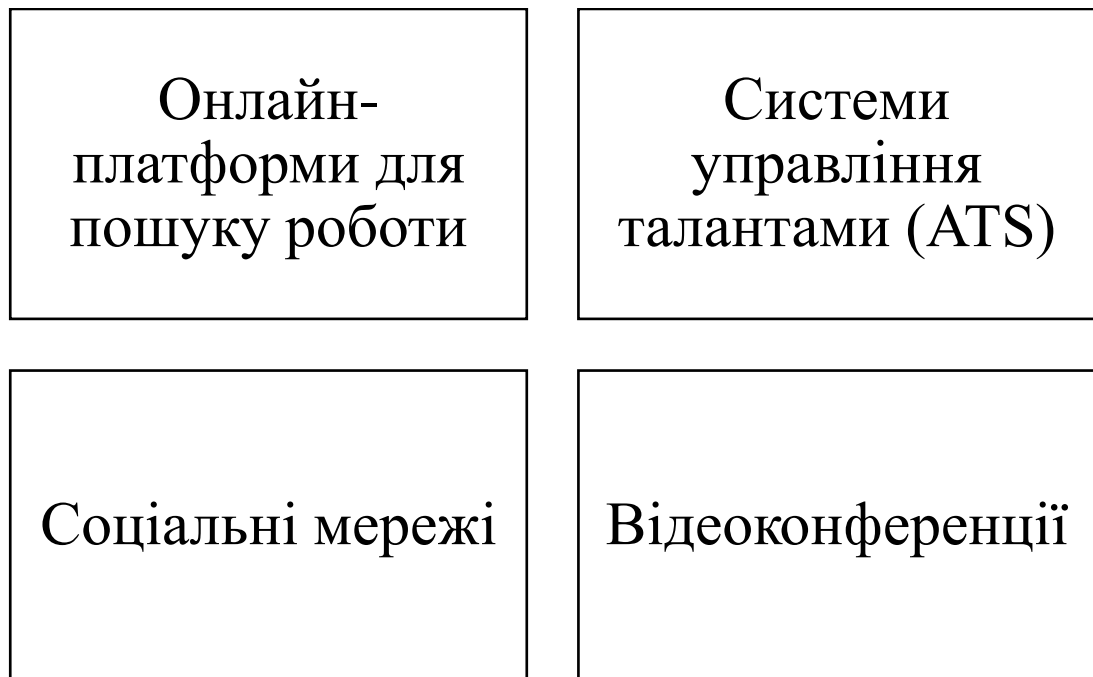 Онлайн-
платформи для
пошуку роботи
Системи
управління
талантами (ATS)
Соціальні мережі
Відеоконференції